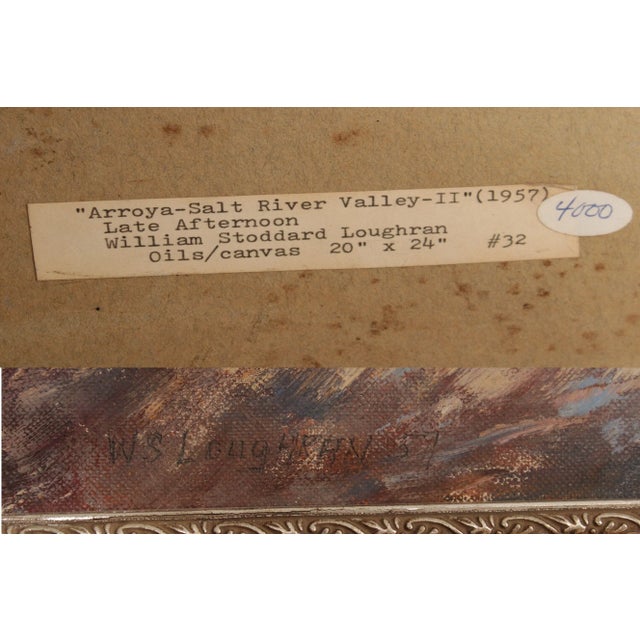 "Arroya-Salt River Valley-II"(1957)
Late Afternoon
William Stoddard Loughran
Oils/canvas 20" x 24" #32
4000
WS LOUGHRAN 57